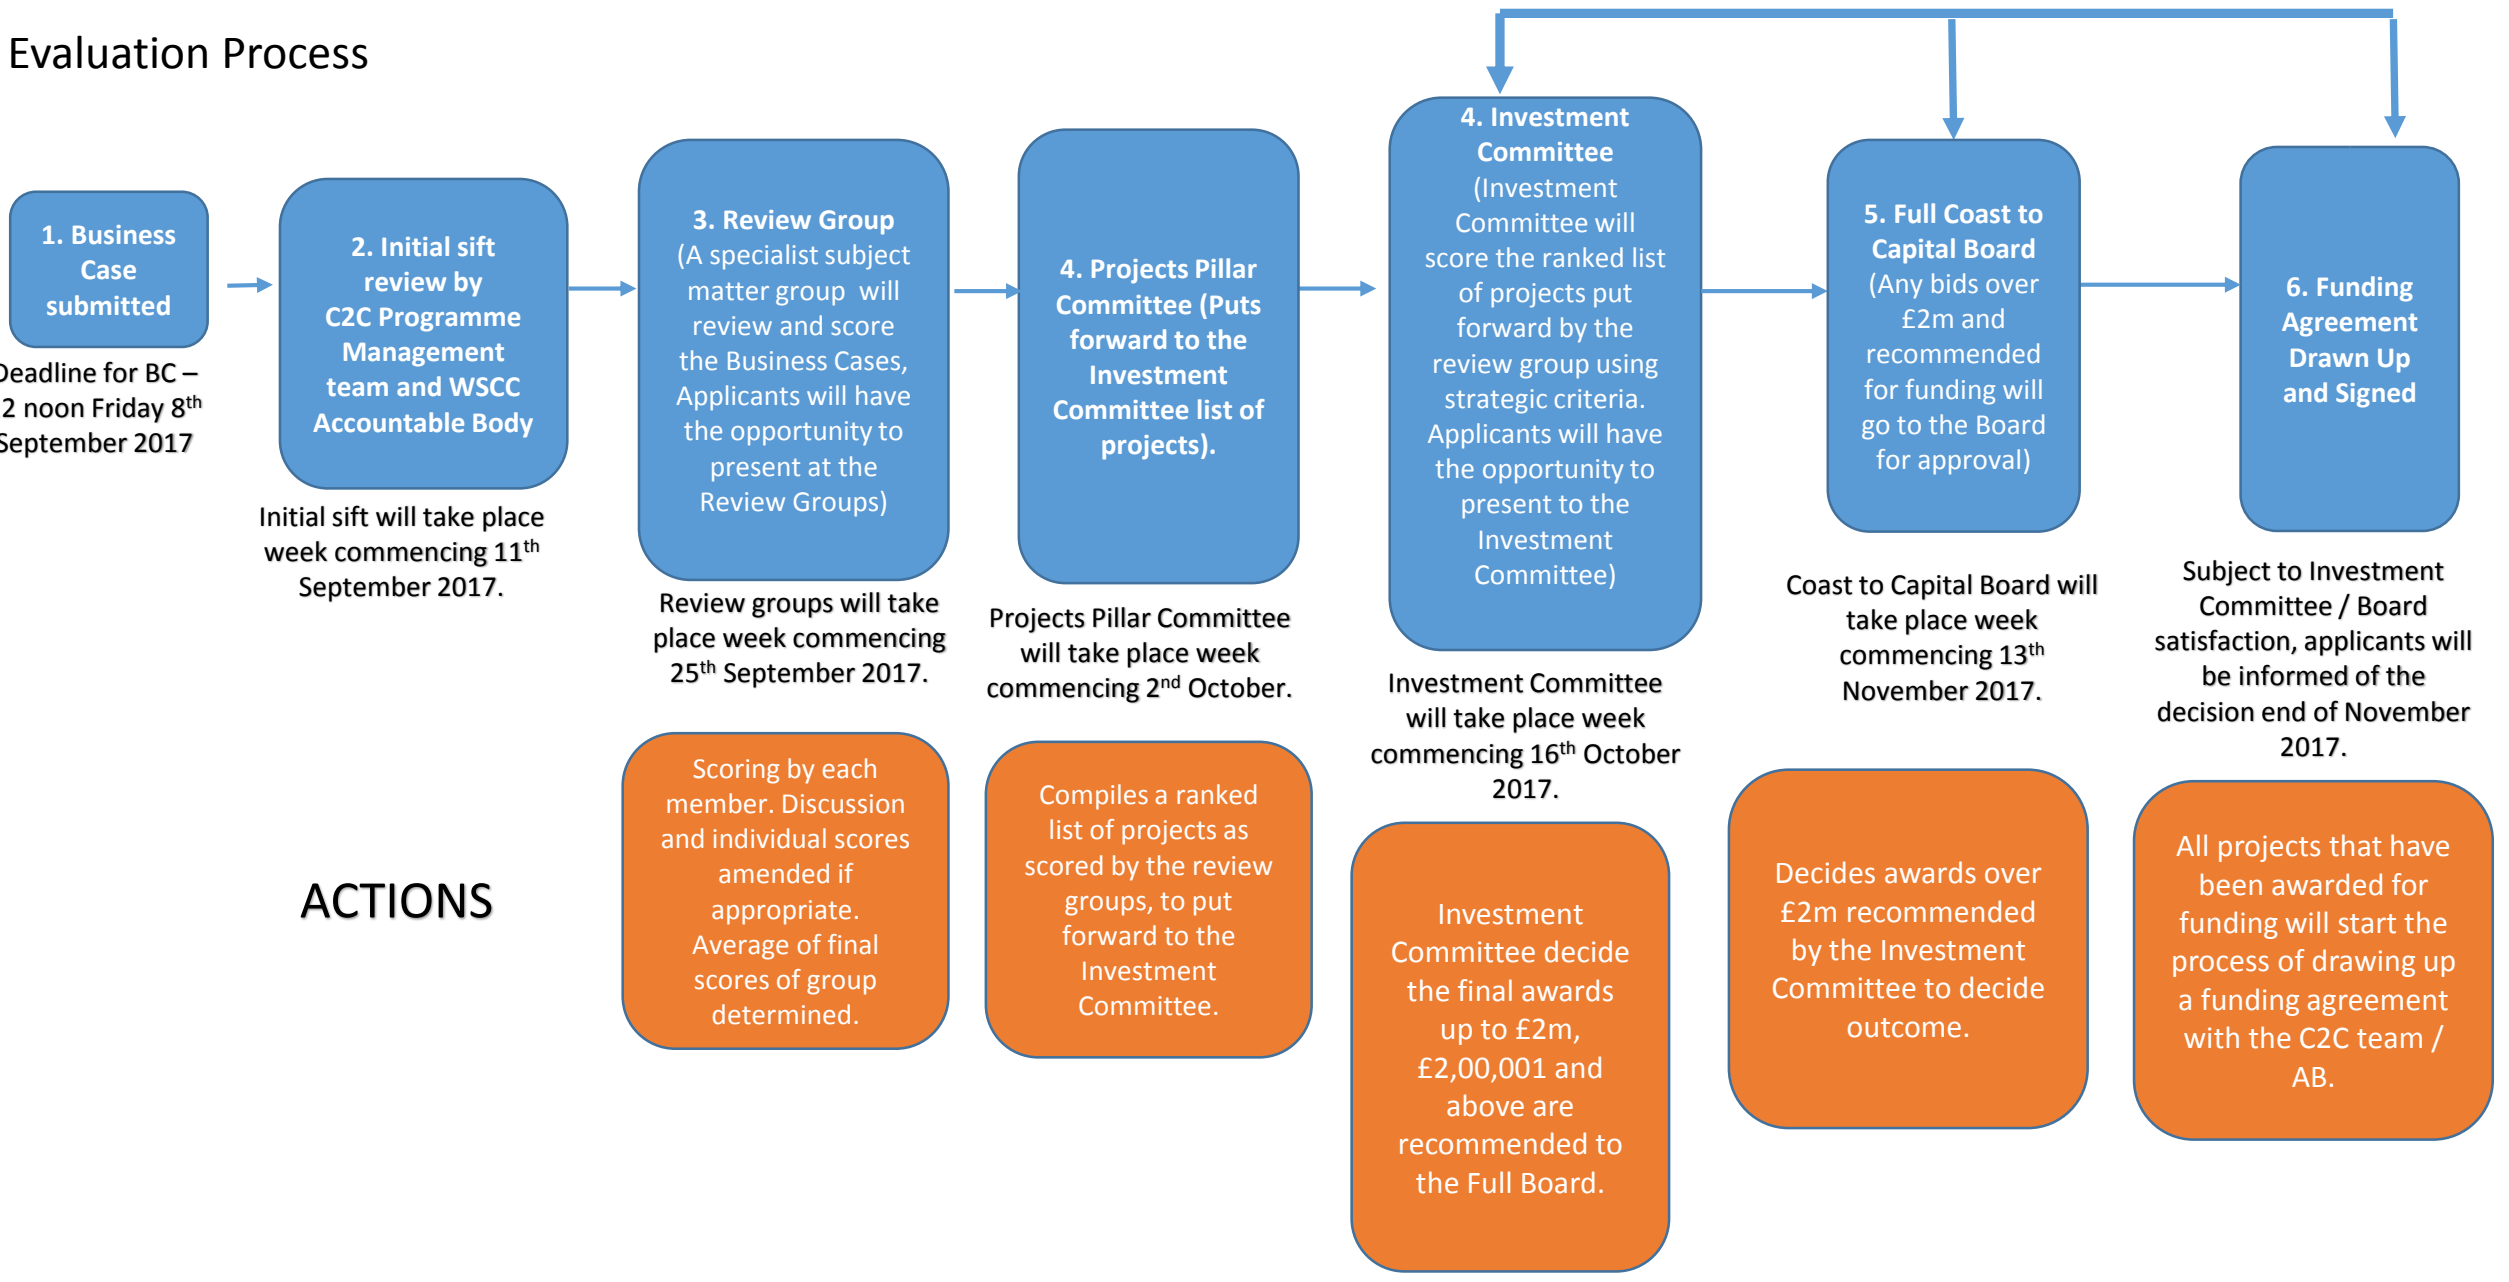 Evaluation Process
1. Business
Case
submitted
Deadline for BC –
2 noon Friday 8th
September 2017
2. Initial sift
review by
C2C Programme
Management
team and WSCC
Accountable Body
Initial sift will take place
week commencing 11th
September 2017.
3. Review Group
(A specialist subject
matter group will
review and score
the Business Cases,
Applicants will have
the opportunity to
present at the
Review Groups)
Review groups will take
place week commencing
25th September 2017.
4. Projects Pillar
Committee (Puts
forward to the
Investment
Committee list of
projects).
Projects Pillar Committee
will take place week
commencing 2nd October.
4. Investment
Committee
(Investment
Committee will
score the ranked list
of projects put
forward by the
review group using
strategic criteria.
Applicants will have
the opportunity to
present to the
Investment
Committee)
Investment Committee
will take place week
commencing 16th October
2017.
5. Full Coast to
Capital Board
(Any bids over
£2m and
recommended
for funding will
go to the Board
for approval)
Coast to Capital Board will
take place week
commencing 13th
November 2017.
6. Funding
Agreement
Drawn Up
and Signed
Subject to Investment
Committee / Board
satisfaction, applicants will
be informed of the
decision end of November
2017.
ACTIONS
Scoring by each
member. Discussion
and individual scores
amended if
appropriate.
Average of final
scores of group
determined.
Compiles a ranked
list of projects as
scored by the review
groups, to put
forward to the
Investment
Committee.
Investment
Committee decide
the final awards
up to £2m,
£2,00,001 and
above are
recommended to
the Full Board.
Decides awards over
£2m recommended
by the Investment
Committee to decide
outcome.
All projects that have
been awarded for
funding will start the
process of drawing up
a funding agreement
with the C2C team /
AB.